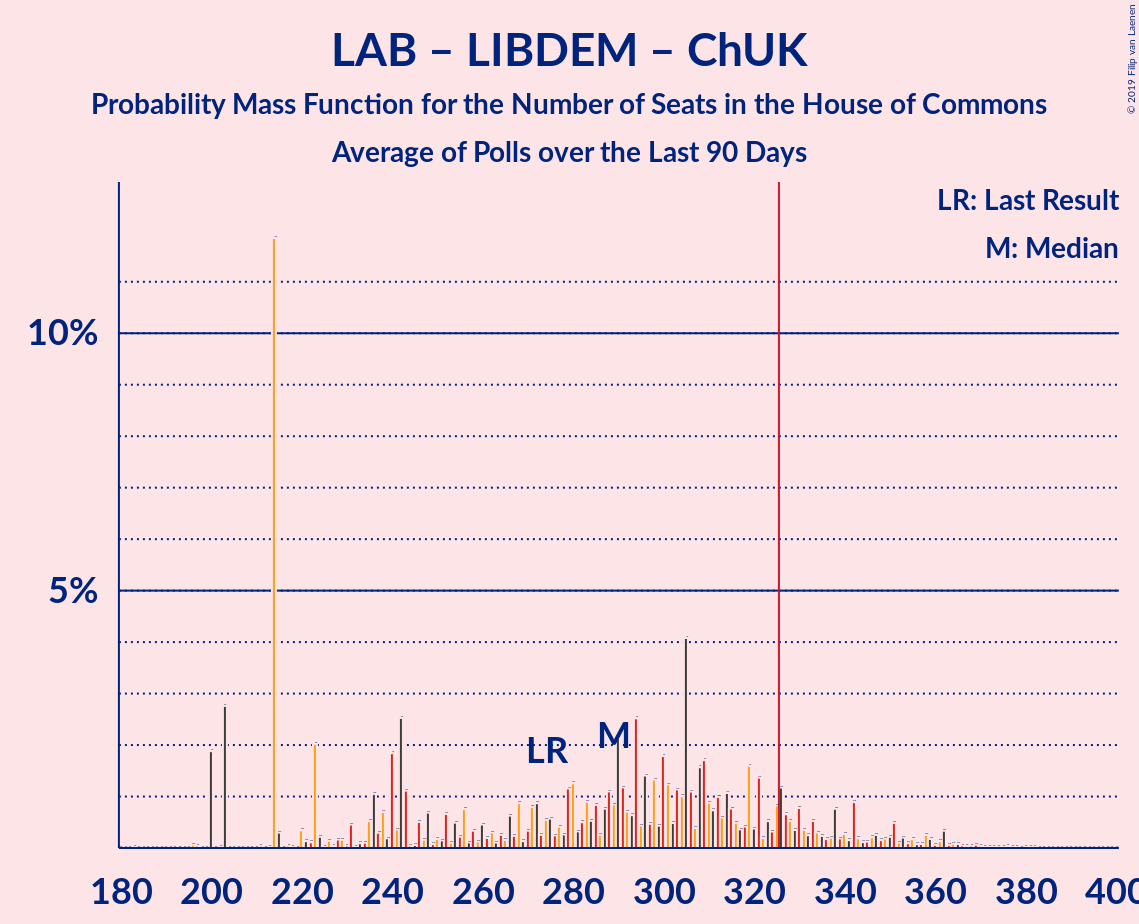 LAB – LIBDEM – ChUK
Probability Mass Function for the Number of Seats in the House of Commons
Average of Polls over the Last 90 Days
© 2019 Filip van Laenen
LR: Last Result
M: Median
10%
5%
LR
M
180 200 220 240 260 280 300 320 340 360 380 400